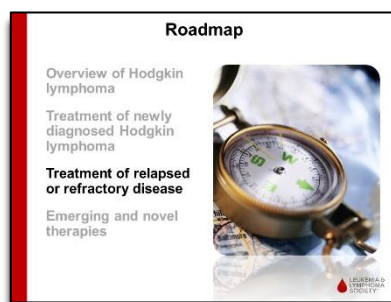 Roadmap
Overview of Hodgkin
lymphoma
Treatment of newly
diagnosed Hodgkin
lymphoma
Treatment of relapsed
or refractory disease
Emerging and novel
therapies
W
S
LEUKEMIA &
LYMPHOMA
SOCIETY